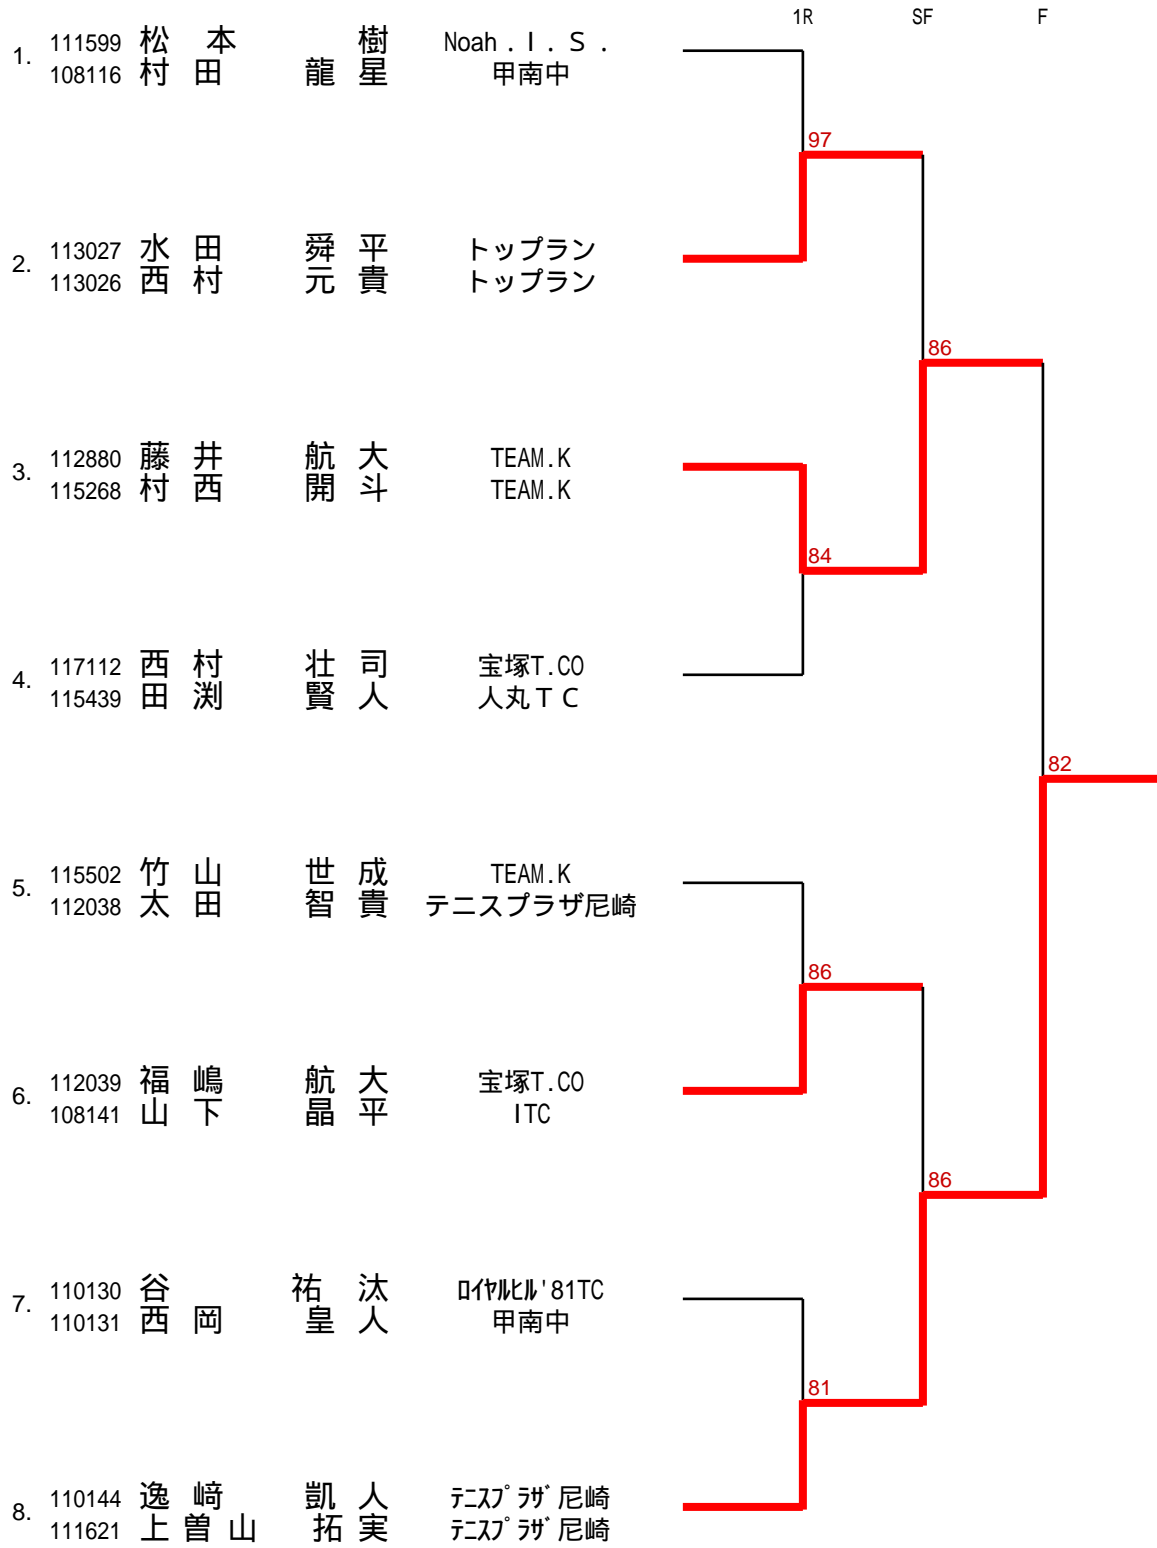 1R SF F
1. 111599 松本 樹 Noah．Ｉ．Ｓ．
108116 村田 龍星 甲南中
97
2. 113027 水田 舜平 トップラン
113026 西村 元貴 トップラン
86
3. 112880 藤井 航大 TEAM.K
115268 村西 開斗 TEAM.K
84
4. 117112 西村 壮司 宝塚T.CO
115439 田渕 賢人 人丸ＴＣ
82
5. 115502 竹山 世成 TEAM.K
112038 太田 智貴 テニスプラザ尼崎
86
6. 112039 福嶋 航大 宝塚T.CO
108141 山下 晶平 ITC
86
7. 110130 谷 祐汰 ﾛｲﾔﾙﾋﾙ'81TC
110131 西岡 皇人 甲南中
81
8. 110144 逸﨑 凱人 ﾃﾆｽﾌﾟﾗｻﾞ尼崎
111621 上曽山 拓実 ﾃﾆｽﾌﾟﾗｻﾞ尼崎